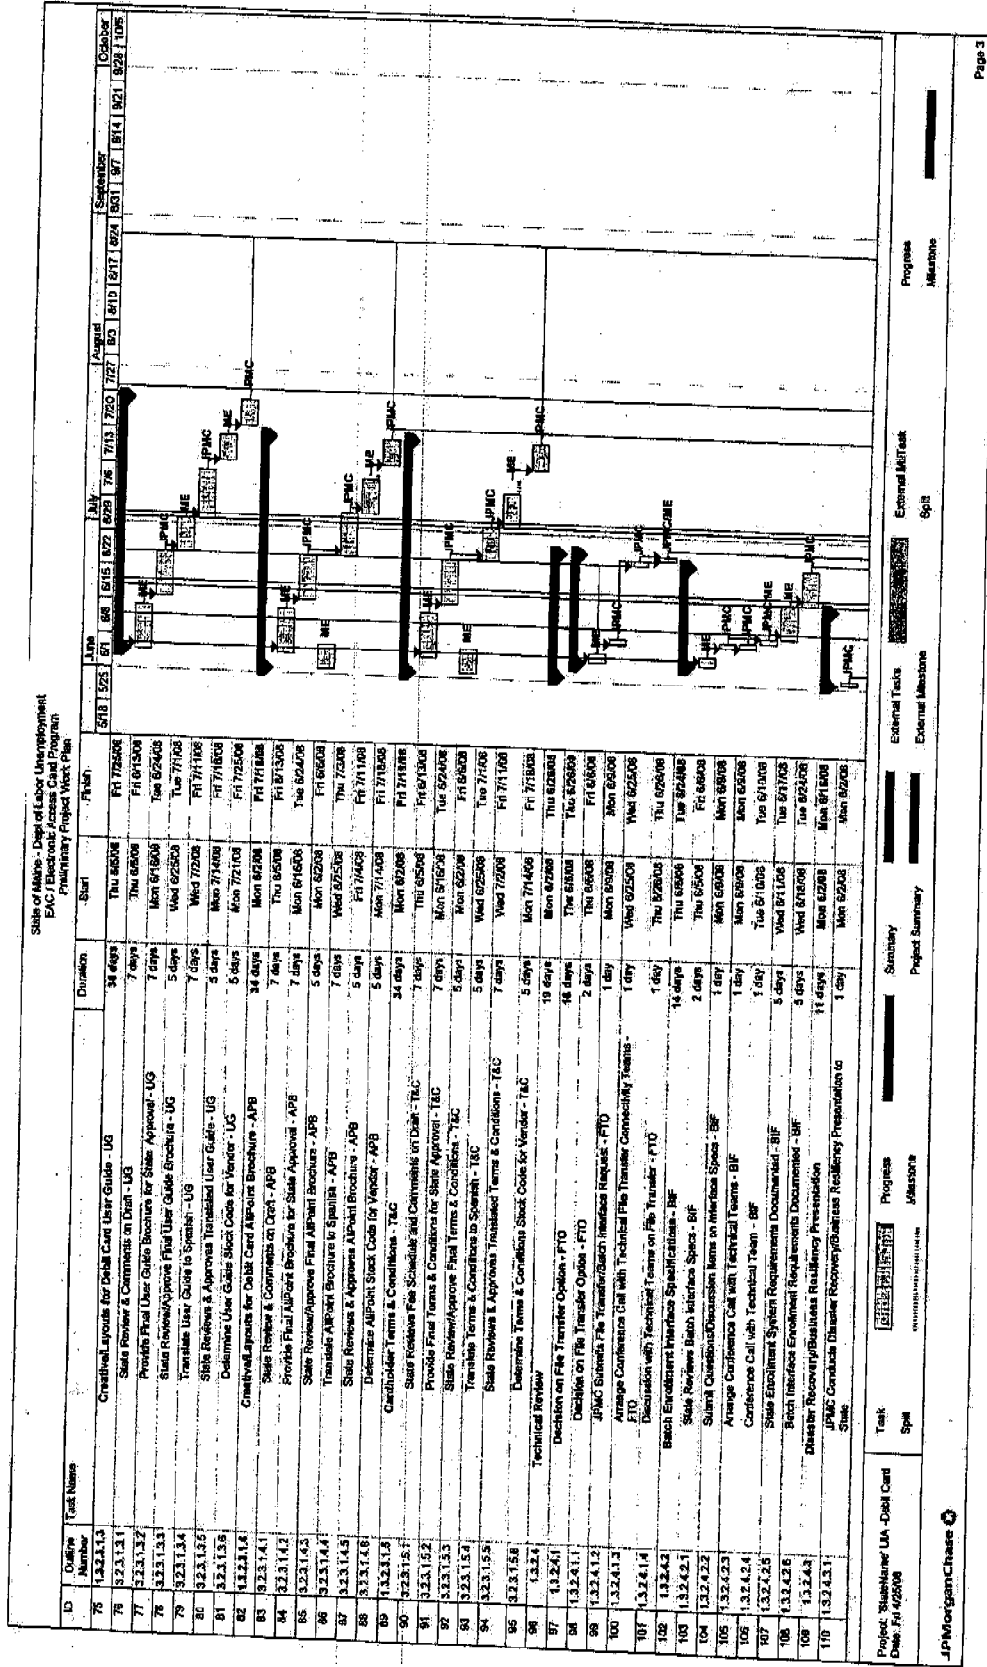 State of Maine - Dept of Labor Unemployment
EAC / Electronic Access Card Program
Preliminary Project Work Plan
ID Outline Number Task Name Duration Start Finish
June July August September October
5/18 5/25 6/1 6/8 6/15 6/22 6/29 7/6 7/13 7/20 7/27 8/3 8/10 8/17 8/24 8/31 9/7 9/14 9/21 9/28 10/5
75 1.3.2.3.1.3 Creative/Layouts for Debit Card User Guide - UG 36 days Thu 6/5/08 Fri 7/25/08
76 3.2.3.1.3.1 State Review & Comments on Draft - UG 7 days Thu 6/5/08 Fri 6/13/08 ME
77 3.2.3.1.3.2 Provide Final User Guide Brochure for State Approval - UG 7 days Mon 6/16/08 Tue 6/24/08 JPMC
78 3.2.3.1.3.3 State Review/Approve Final User Guide Brochure - UG 5 days Wed 6/25/08 Tue 7/1/08 ME
79 3.2.3.1.3.4 Translate User Guide to Spanish - UG 7 days Wed 7/2/08 Fri 7/11/08 JPMC
80 3.2.3.1.3.5 State Reviews & Approves Translated User Guide - UG 5 days Mon 7/14/08 Fri 7/18/08 ME
81 3.2.3.1.3.6 Determine User Guide Stock Code for Vendor - UG 5 days Mon 7/21/08 Fri 7/25/08 JPMC
82 1.3.2.3.1.4 Creative/Layouts for Debit Card AllPoint Brochure - APB 34 days Mon 6/2/08 Fri 7/18/08
83 3.2.3.1.4.1 State Review & Comments on Draft - APB 7 days Thu 6/5/08 Fri 6/13/08 ME
84 3.2.3.1.4.2 Provide Final AllPoint Brochure for State Approval - APB 7 days Mon 6/16/08 Tue 6/24/08 JPMC
85 3.2.3.1.4.3 State Review/Approve Final AllPoint Brochure - APB 5 days Mon 6/2/08 Fri 6/6/08 ME
86 3.2.3.1.4.4 Translate AllPoint Brochure to Spanish - APB 7 days Wed 6/25/08 Thu 7/3/08 JPMC
87 3.2.3.1.4.5 State Reviews & Approves AllPoint Brochure - APB 5 days Fri 7/4/08 Fri 7/11/08 ME
88 3.2.3.1.4.6 Determine AllPoint Stock Code for Vendor - APB 5 days Mon 7/14/08 Fri 7/18/08 JPMC
89 1.3.2.3.1.5 Cardholder Terms & Conditions - T&C 34 days Mon 6/2/08 Fri 7/18/08
90 3.2.3.1.5.1 State Reviews Fee Schedule and Comments on Draft - T&C 7 days Thu 6/5/08 Fri 6/13/08 ME
91 3.2.3.1.5.2 Provide Final Terms & Conditions for State Approval - T&C 7 days Mon 6/16/08 Tue 6/24/08 JPMC
92 3.2.3.1.5.3 State Review/Approve Final Terms & Conditions - T&C 5 days Mon 6/2/08 Fri 6/6/08 ME
93 3.2.3.1.5.4 Translate Terms & Conditions to Spanish - T&C 5 days Wed 6/25/08 Tue 7/1/08 JPMC
94 3.2.3.1.5.5 State Reviews & Approves Translated Terms & Conditions - T&C 7 days Wed 7/2/08 Fri 7/11/08 ME
95 3.2.3.1.5.6 Determine Terms & Conditions Stock Code for Vendor - T&C 5 days Mon 7/14/08 Fri 7/18/08 JPMC
96 1.3.2.4 Technical Review 19 days Mon 6/2/08 Thu 6/26/08
97 1.3.2.4.1 Decision on File Transfer Option - FTO 16 days Thu 6/5/08 Thu 6/26/08
98 1.3.2.4.1.1 Decision on File Transfer Option - FTO 2 days Thu 6/5/08 Fri 6/6/08 ME
99 1.3.2.4.1.2 JPMC Submits File Transfer/Batch Interface Request - FTO 1 day Mon 6/9/08 Mon 6/9/08 JPMC
100 1.3.2.4.1.3 Arrange Conference Call with Technical File Transfer Connectivity Teams - FTO 1 day Wed 6/25/08 Wed 6/25/08 JPMC
101 1.3.2.4.1.4 Discussion with Technical Teams on File Transfer - FTO 1 day Thu 6/26/08 Thu 6/26/08 JPMC/ME
102 1.3.2.4.2 Batch Enrollment Interface Specifications - BIF 14 days Thu 6/5/08 Tue 6/24/08
103 1.3.2.4.2.1 State Reviews Batch Interface Specs - BIF 2 days Thu 6/5/08 Fri 6/6/08 ME
104 1.3.2.4.2.2 Submit Questions/Discussion Items on Interface Specs - BIF 1 day Mon 6/9/08 Mon 6/9/08 JPMC
105 1.3.2.4.2.3 Arrange Conference Call with Technical Teams - BIF 1 day Mon 6/9/08 Mon 6/9/08 JPMC
106 1.3.2.4.2.4 Conference Call with Technical Team - BIF 1 day Tue 6/10/08 Tue 6/10/08 JPMC/ME
107 1.3.2.4.2.5 State Enrollment System Requirements Documented - BIF 5 days Wed 6/11/08 Tue 6/17/08 ME
108 1.3.2.4.2.6 Batch Interface Enrollment Requirements Documented - BIF 5 days Wed 6/18/08 Tue 6/24/08 JPMC
109 1.3.2.4.3 Disaster Recovery/Business Resiliency Presentation 11 days Mon 6/2/08 Mon 6/16/08
110 1.3.2.4.3.1 JPMC Conduct Disaster Recovery/Business Resiliency Presentation to State 1 day Mon 6/2/08 Mon 6/2/08 JPMC
Project: 'StateName' UIA - Debit Card
Date: Fri 4/25/08
Task Progress Summary External Tasks External MileTask Progress
Split Milestone Project Summary External Milestone Split Milestone
JPMorganChase
Page 3